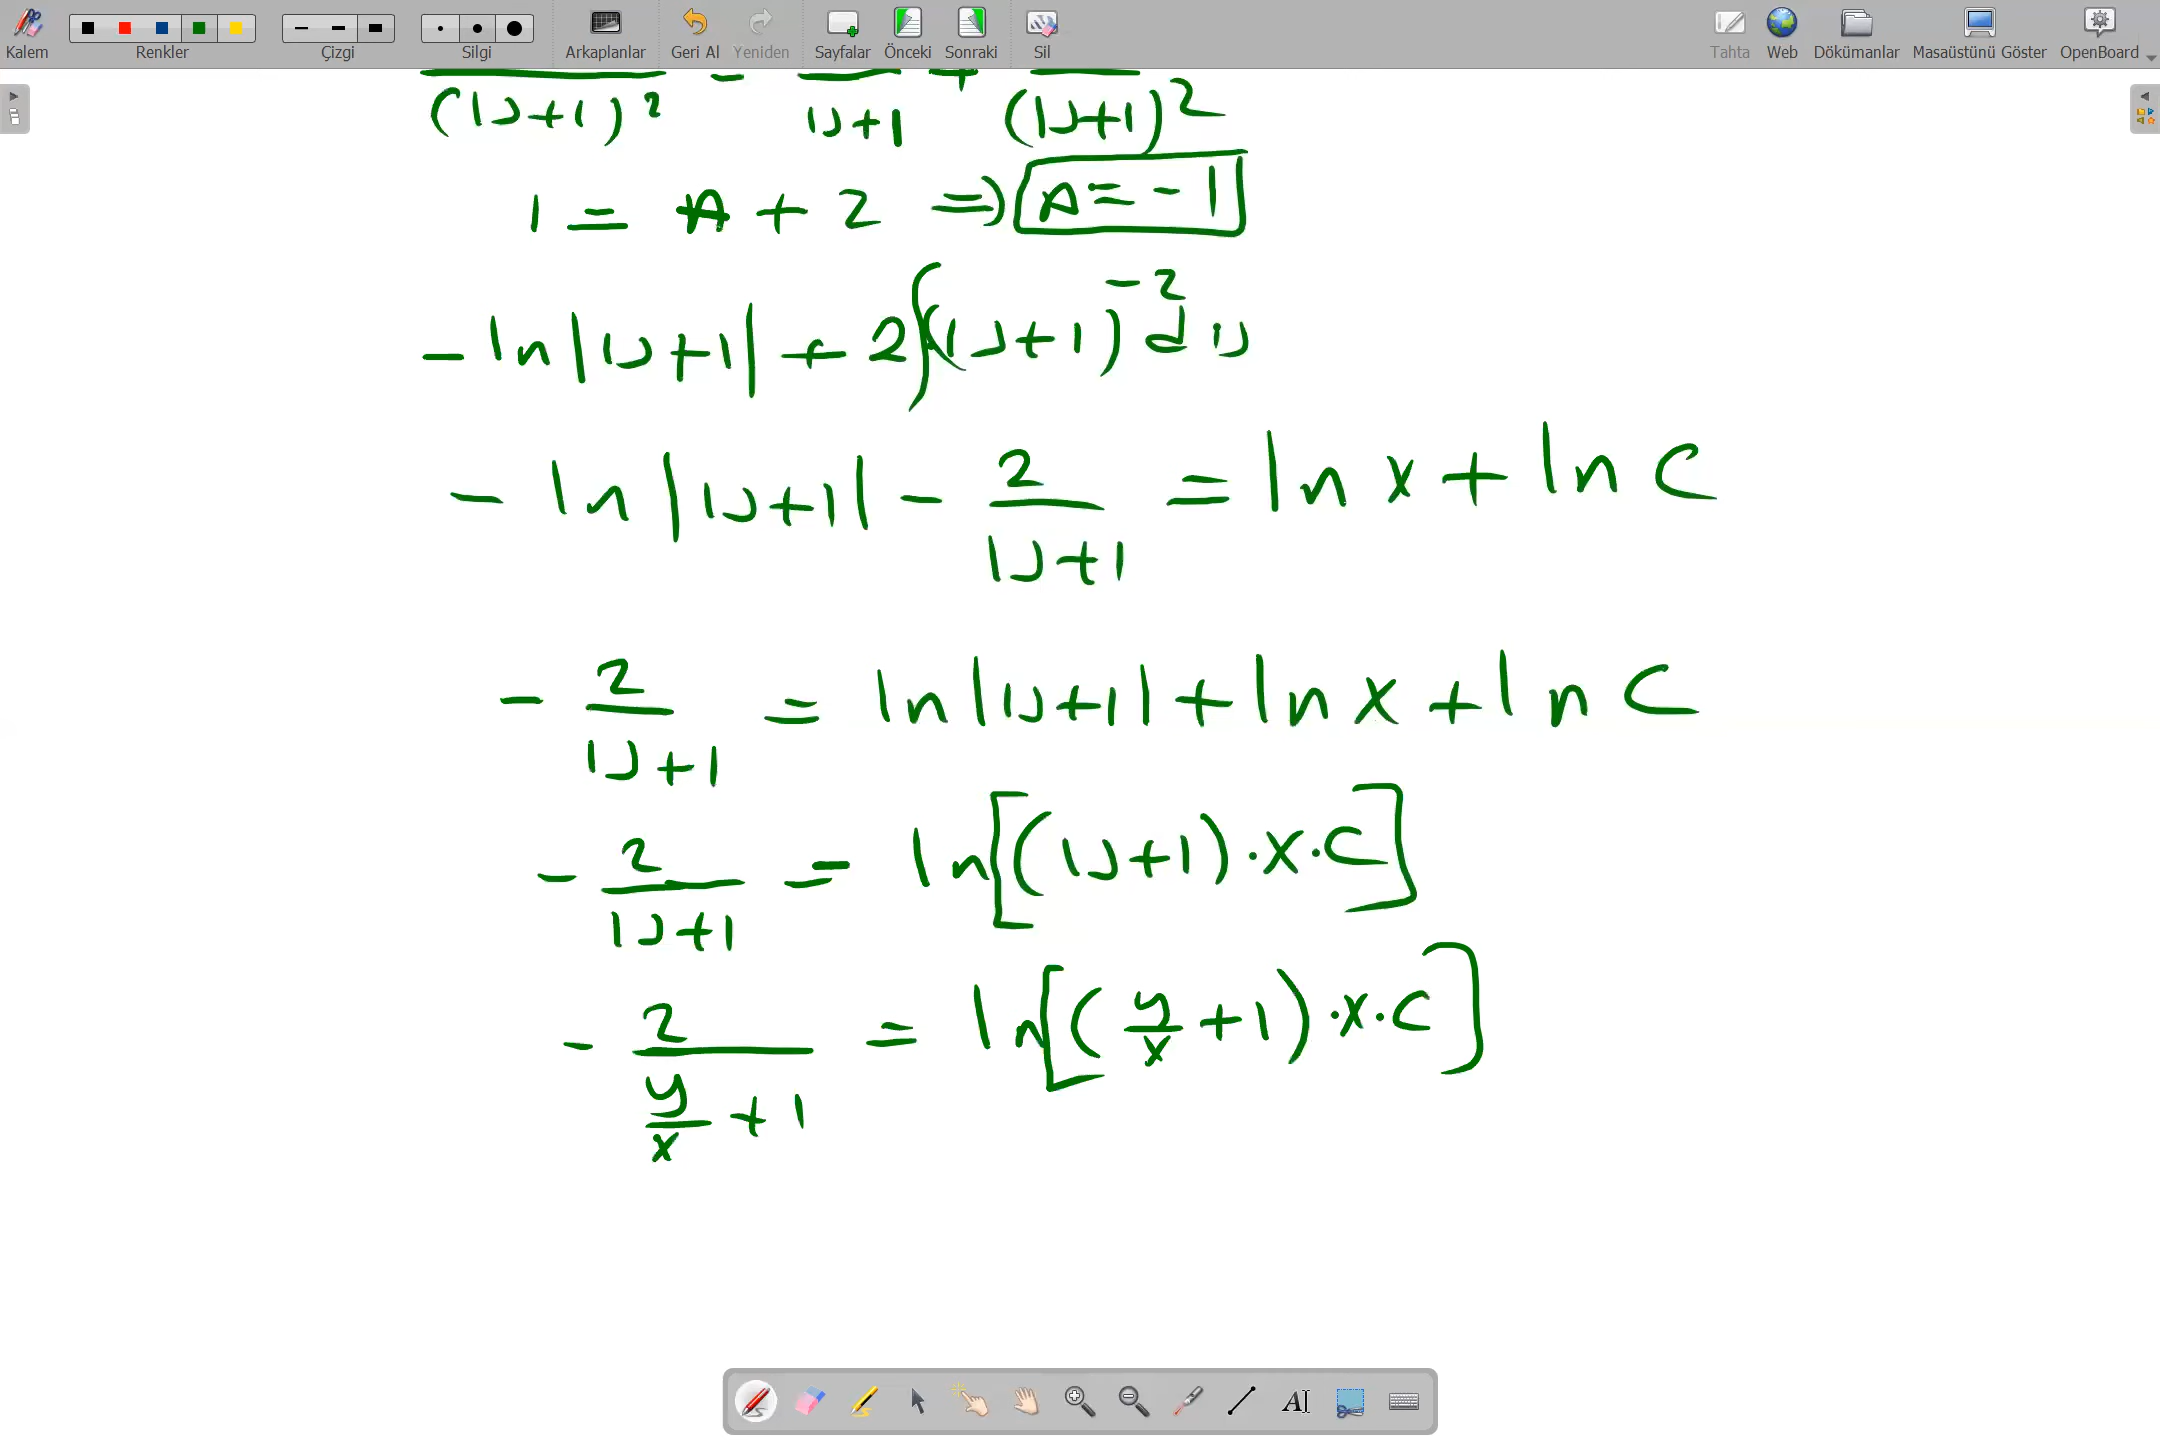 Kalem Renkler Çizgi Silgi Arkaplanlar Geri Al Yeniden Sayfalar Önceki Sonraki Sil Tahta Web Dökümanlar Masaüstünü Göster OpenBoard
(υ+1)² = υ+1 + (υ+1)²
1 = A + 2 => A = -1
- ln|υ+1| + 2∫(υ+1)⁻² dυ
- ln|υ+1| - 2/(υ+1) = ln x + ln C
- 2/(υ+1) = ln|υ+1| + ln x + ln C
- 2/(υ+1) = ln[(υ+1)·x·C]
- 2/(y/x + 1) = ln[(y/x + 1)·x·C]
AI